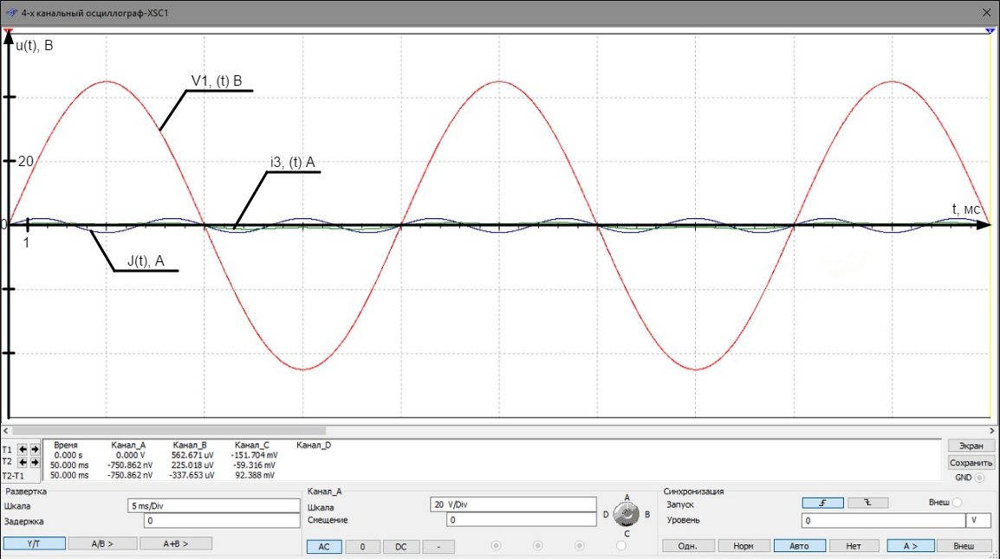 4-х канальный осциллограф-XSC1
u(t), В
V1, (t) В
20
i3, (t) А
t, мс
0
1
J(t), А
Время Канал_A Канал_B Канал_C Канал_D
T1 0.000 s 0.000 V 562.671 uV -151.704 mV
T2 50.000 ms -750.862 nV 225.018 uV -59.316 mV
T2-T1 50.000 ms -750.862 nV -337.653 uV 92.388 mV
Экран
Сохранить
GND
Развертка
Шкала 5 ms/Div
Задержка 0
Y/T A/B > A+B >
Канал_A
Шкала 20 V/Div
Смещение 0
AC 0 DC -
A
D B
C
Синхронизация
Запуск Внеш
Уровень 0 V
Одн. Норм Авто Нет A > Внеш